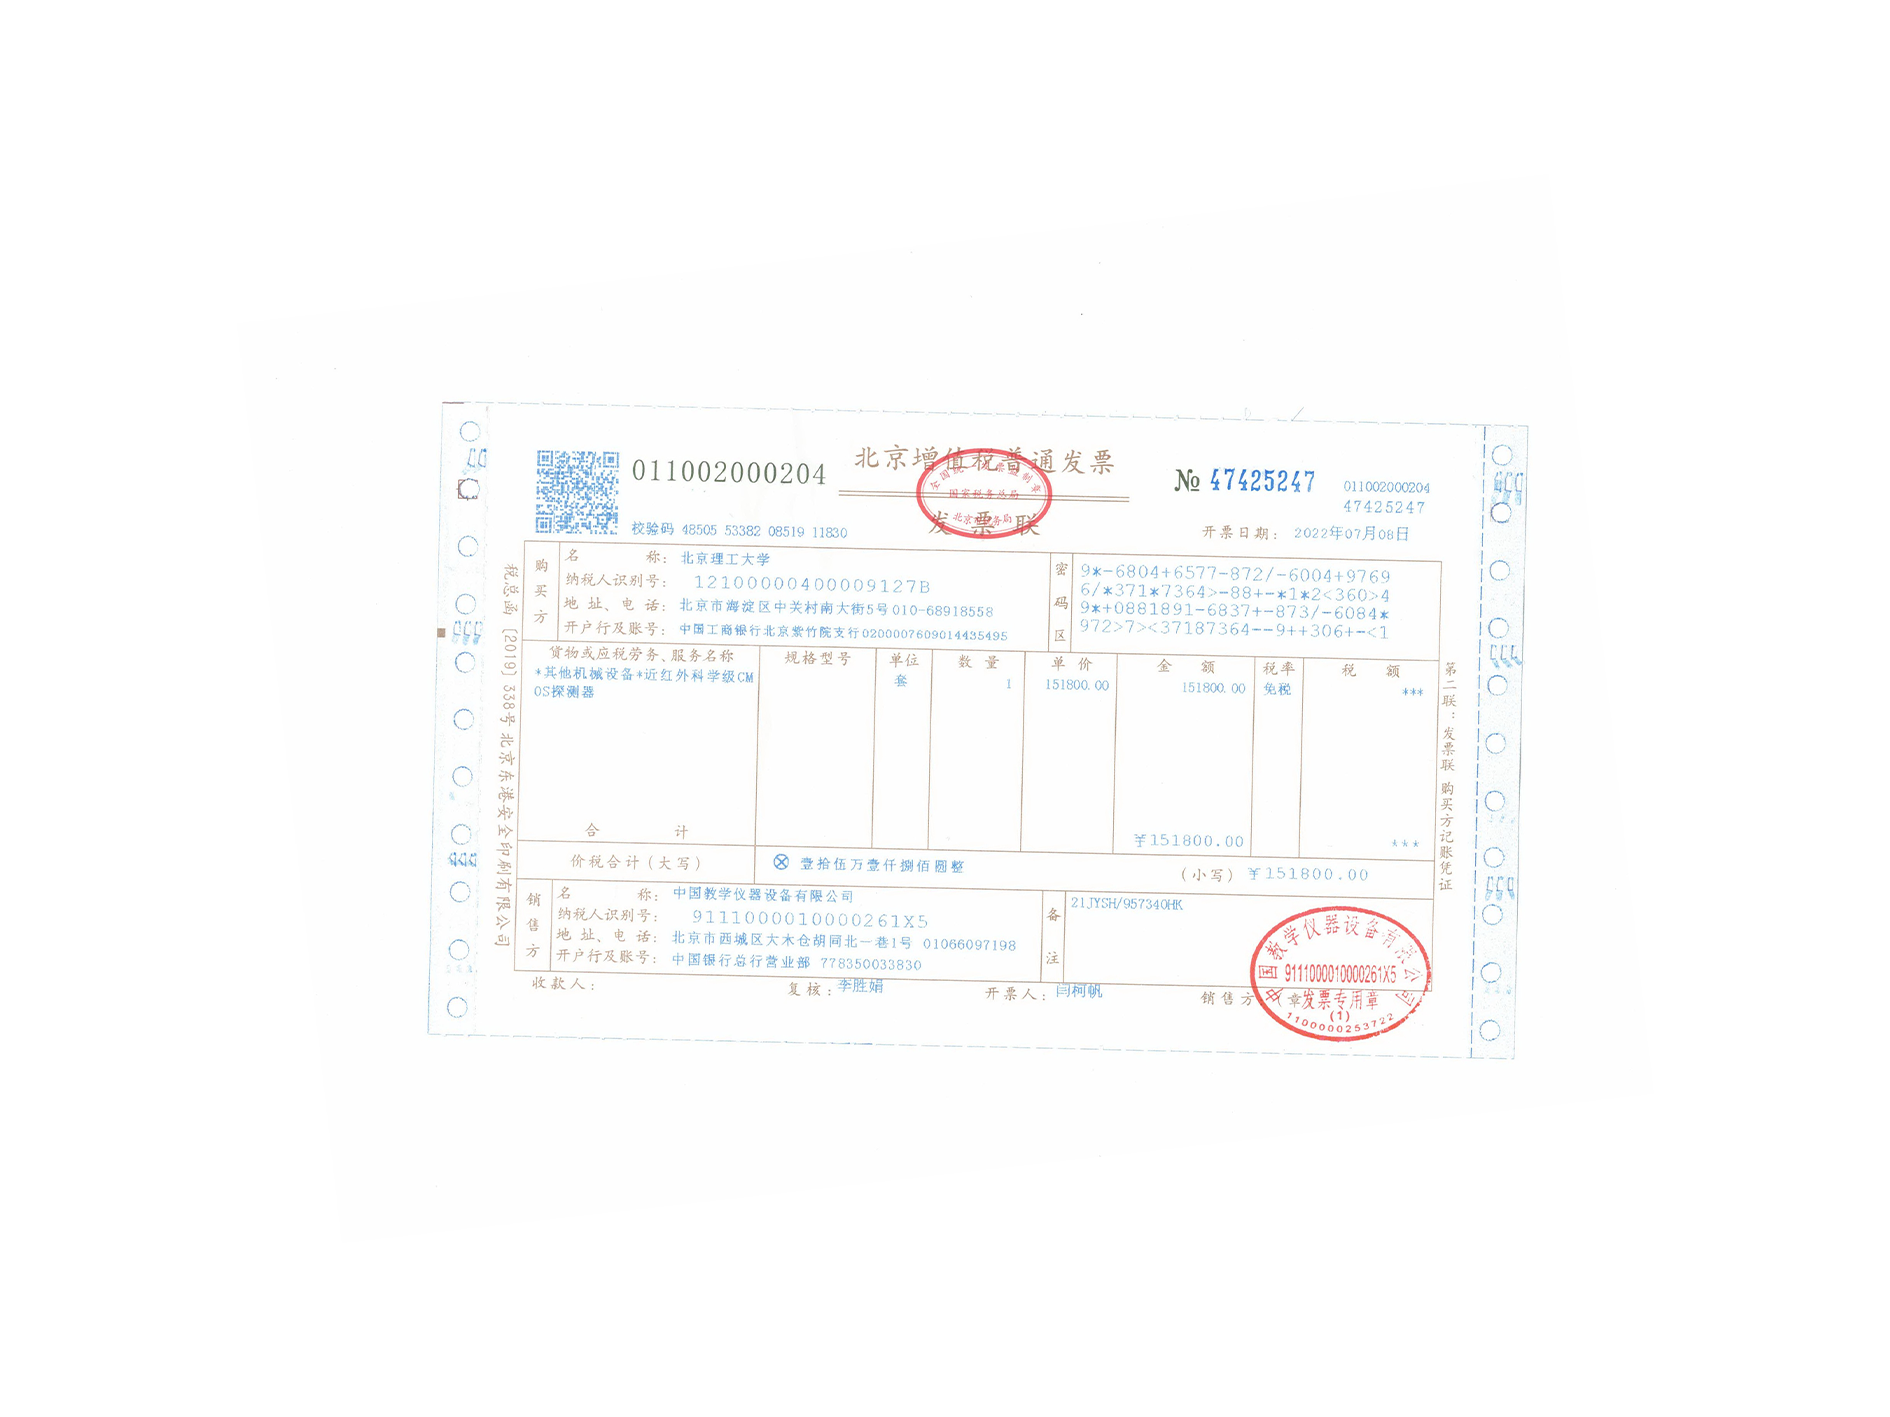 北京增值税普通发票
011002000204
№ 47425247
011002000204
47425247
全国统一发票监制章
国家税务总局
北京税务局
发票联
校验码 48505 53382 08519 11830
开票日期: 2022年07月08日
购买方
名称: 北京理工大学
纳税人识别号: 12100000400009127B
地址、电话: 北京市海淀区中关村南大街5号010-68918558
开户行及账号: 中国工商银行北京紫竹院支行0200007609014435495
密码区
9*-6804+6577-872/-6004+9769
6/*371*7364>-88+-*1*2<360>4
9*+0881891-6837+-873/-6084*
972>7><37187364--9++306+-<1
货物或应税劳务、服务名称 规格型号 单位 数量 单价 金额 税率 税额
*其他机械设备*近红外科学级CM 套 1 151800.00 151800.00 免税 ***
OS探测器
合计 ¥151800.00 ***
价税合计(大写) ⊗ 壹拾伍万壹仟捌佰圆整 (小写) ¥151800.00
销售方
名称: 中国教学仪器设备有限公司
纳税人识别号: 9111000010000261X5
地址、电话: 北京市西城区大木仓胡同北一巷1号 01066097198
开户行及账号: 中国银行总行营业部 778350033830
备注
21JYSH/957340HK
收款人: 复核: 李胜娟 开票人: 闫柯帆 销售方:(章)
中国教学仪器设备有限公司
9111000010000261X5
发票专用章
(1)
1100000253722
税总函〔2019〕338号北京东港安全印刷有限公司
第二联:发票联 购买方记账凭证